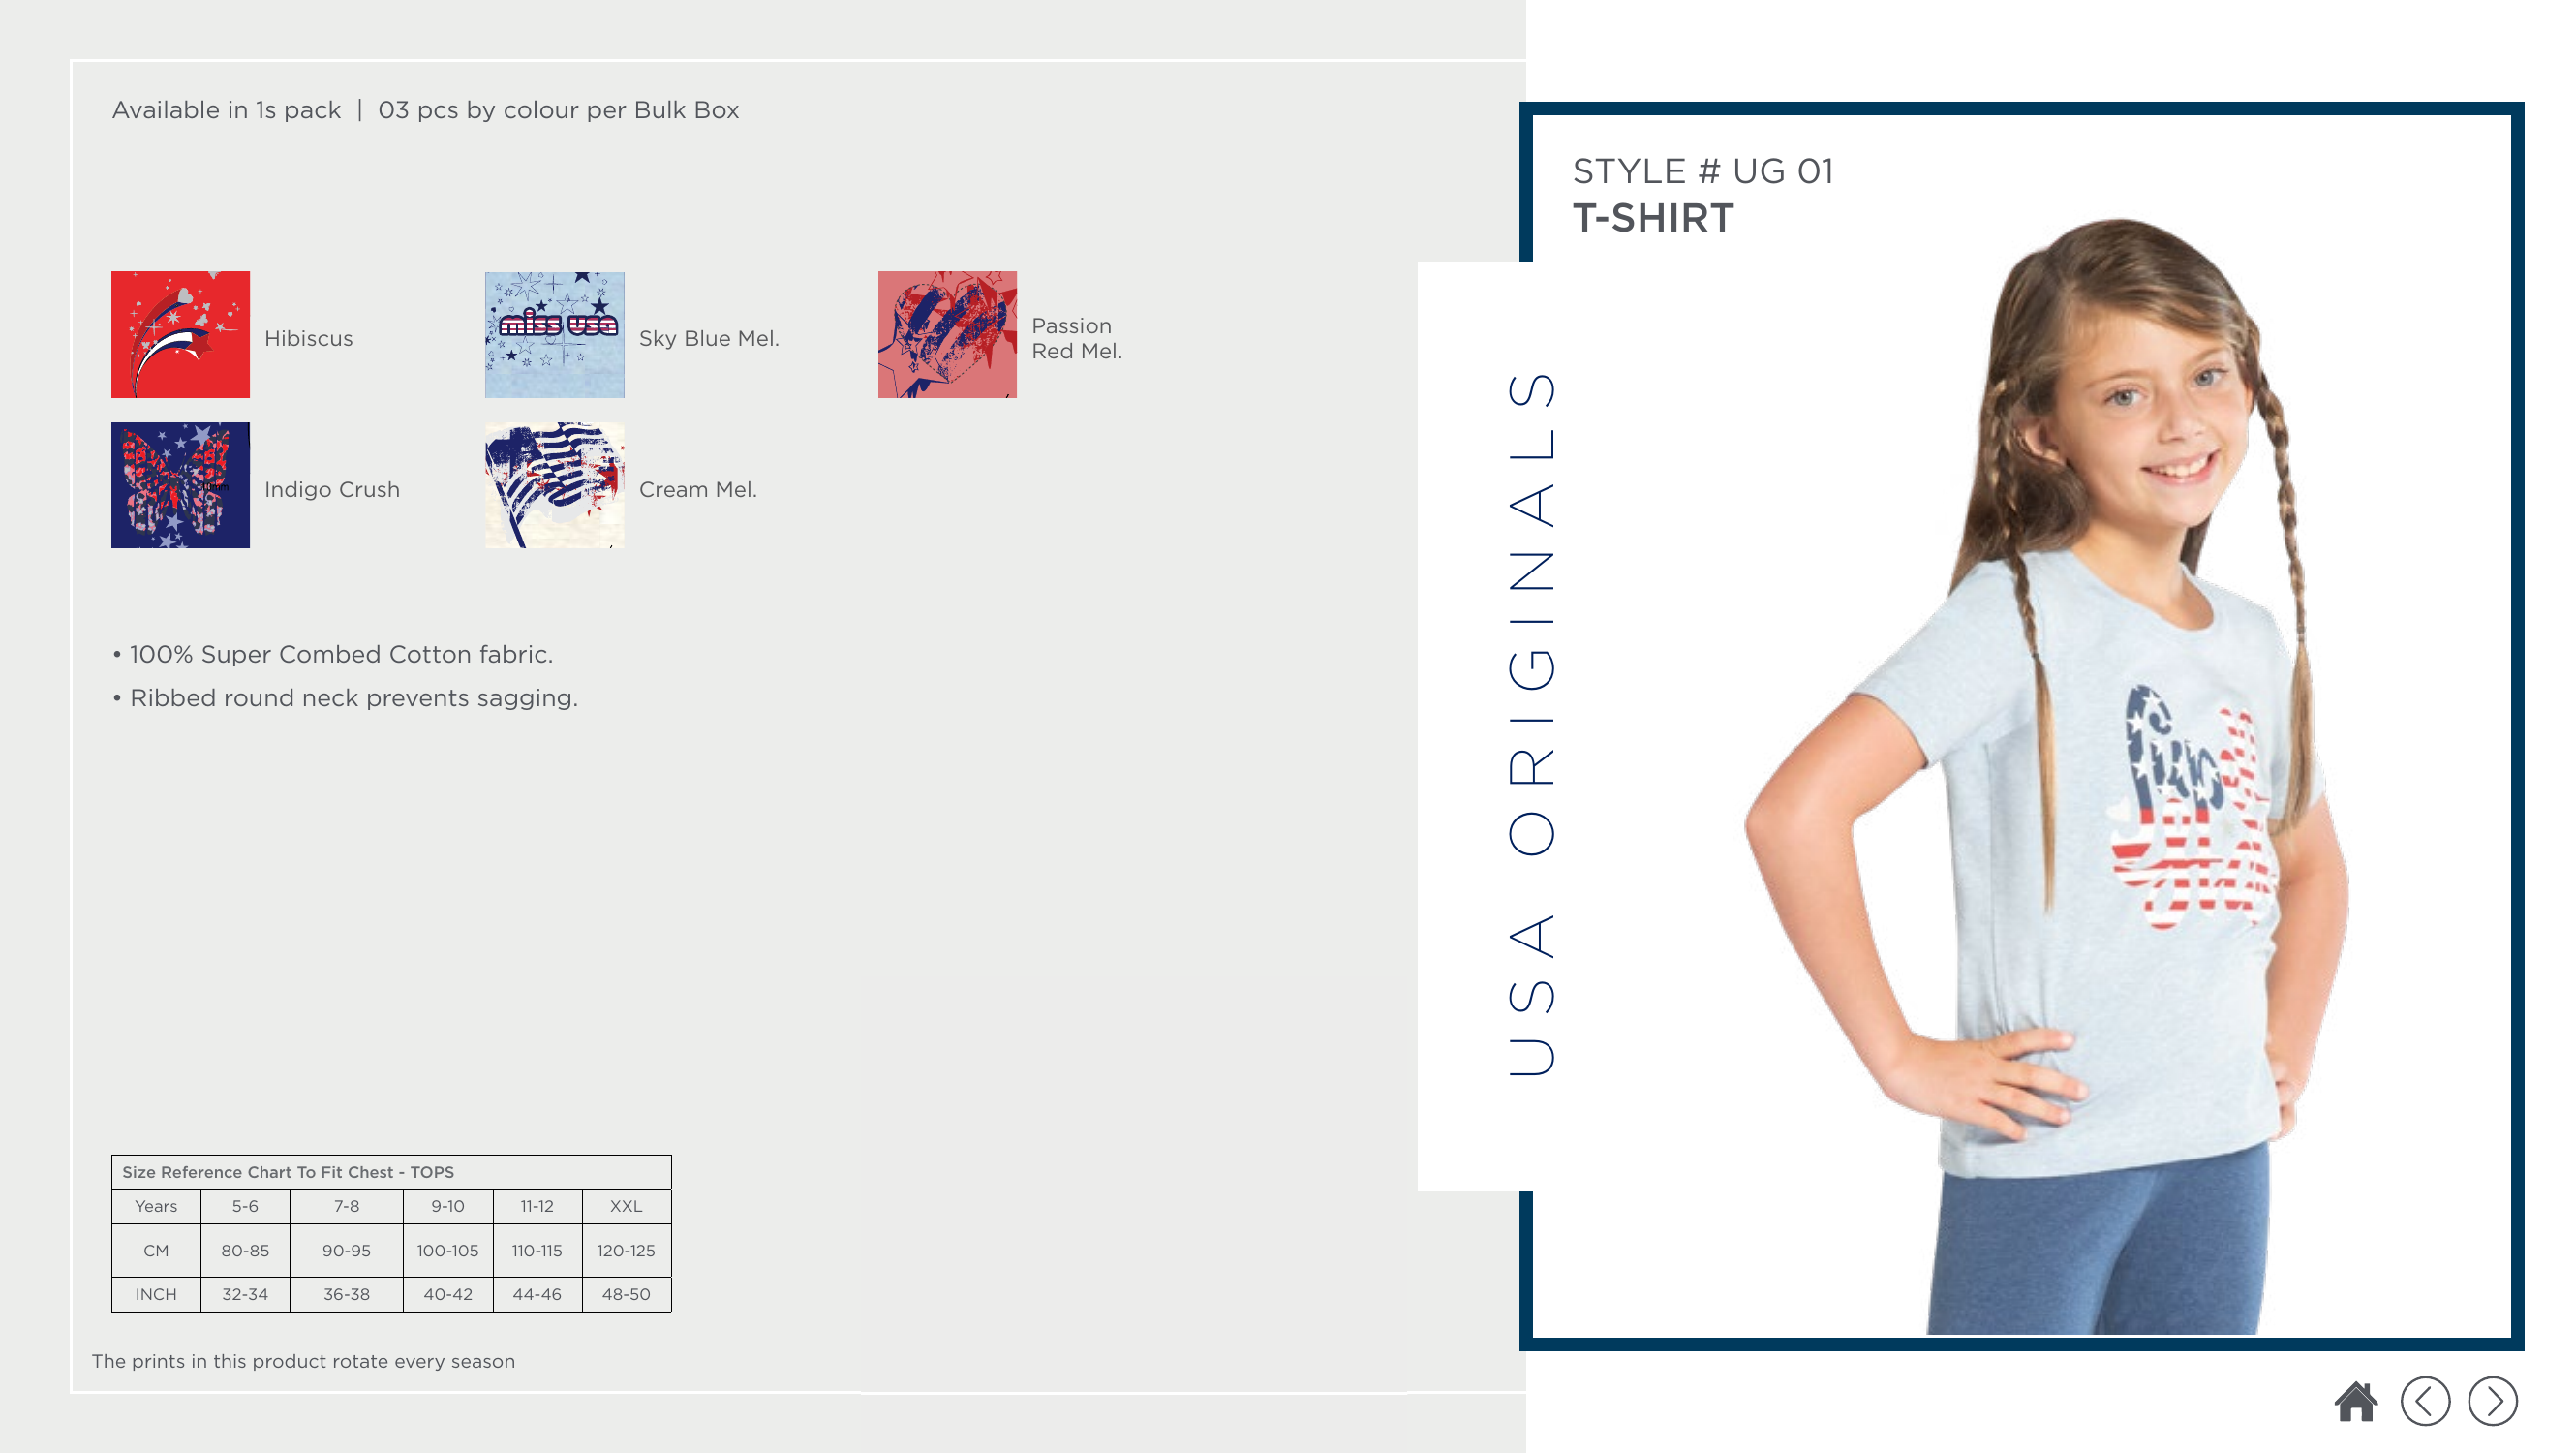 Available in 1s pack | 03 pcs by colour per Bulk Box
Hibiscus
miss usa
Sky Blue Mel.
Passion
Red Mel.
Indigo Crush
Cream Mel.
• 100% Super Combed Cotton fabric.
• Ribbed round neck prevents sagging.
Size Reference Chart To Fit Chest - TOPS
Years 5-6 7-8 9-10 11-12 XXL
CM 80-85 90-95 100-105 110-115 120-125
INCH 32-34 36-38 40-42 44-46 48-50
The prints in this product rotate every season
USA ORIGINALS
STYLE # UG 01
T-SHIRT